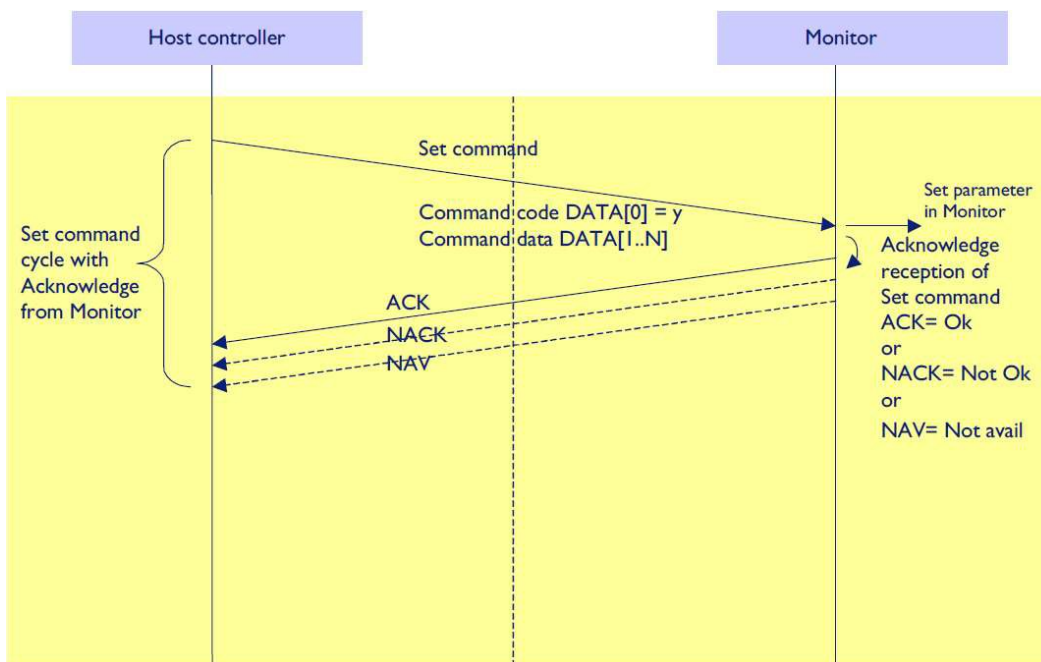 Host controller
Monitor
Set command
Command code DATA[0] = y
Command data DATA[1..N]
Set parameter
in Monitor
Set command
cycle with
Acknowledge
from Monitor
Acknowledge
reception of
Set command
ACK= Ok
or
NACK= Not Ok
or
NAV= Not avail
ACK
NACK
NAV